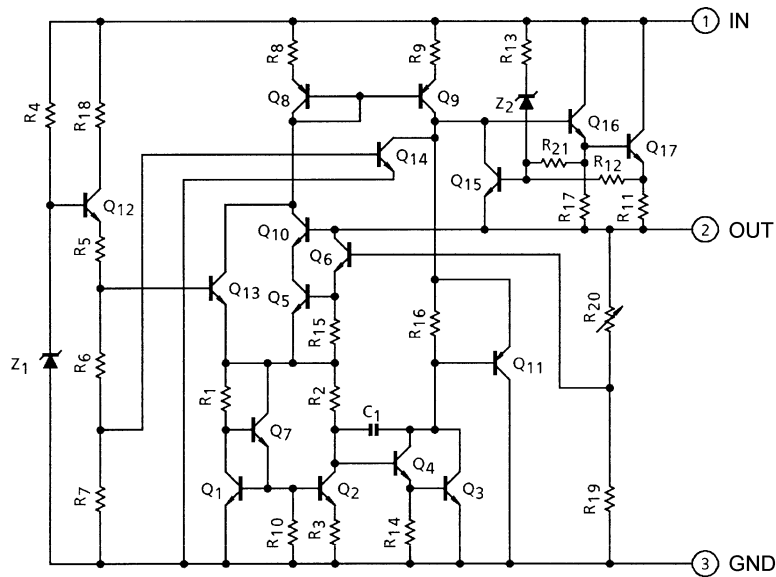 1 IN
R8
R9
R13
R4
R18
Q8
Q9
Z2
Q16
Q14
R21
Q17
R12
Q15
Q12
R17
R11
Q10
2 OUT
R5
Q6
Q13
Q5
R20
R15
R16
Z1
R6
Q11
R1
R2
C1
Q7
Q4
Q1
Q2
Q3
R7
R10
R3
R14
R19
3 GND